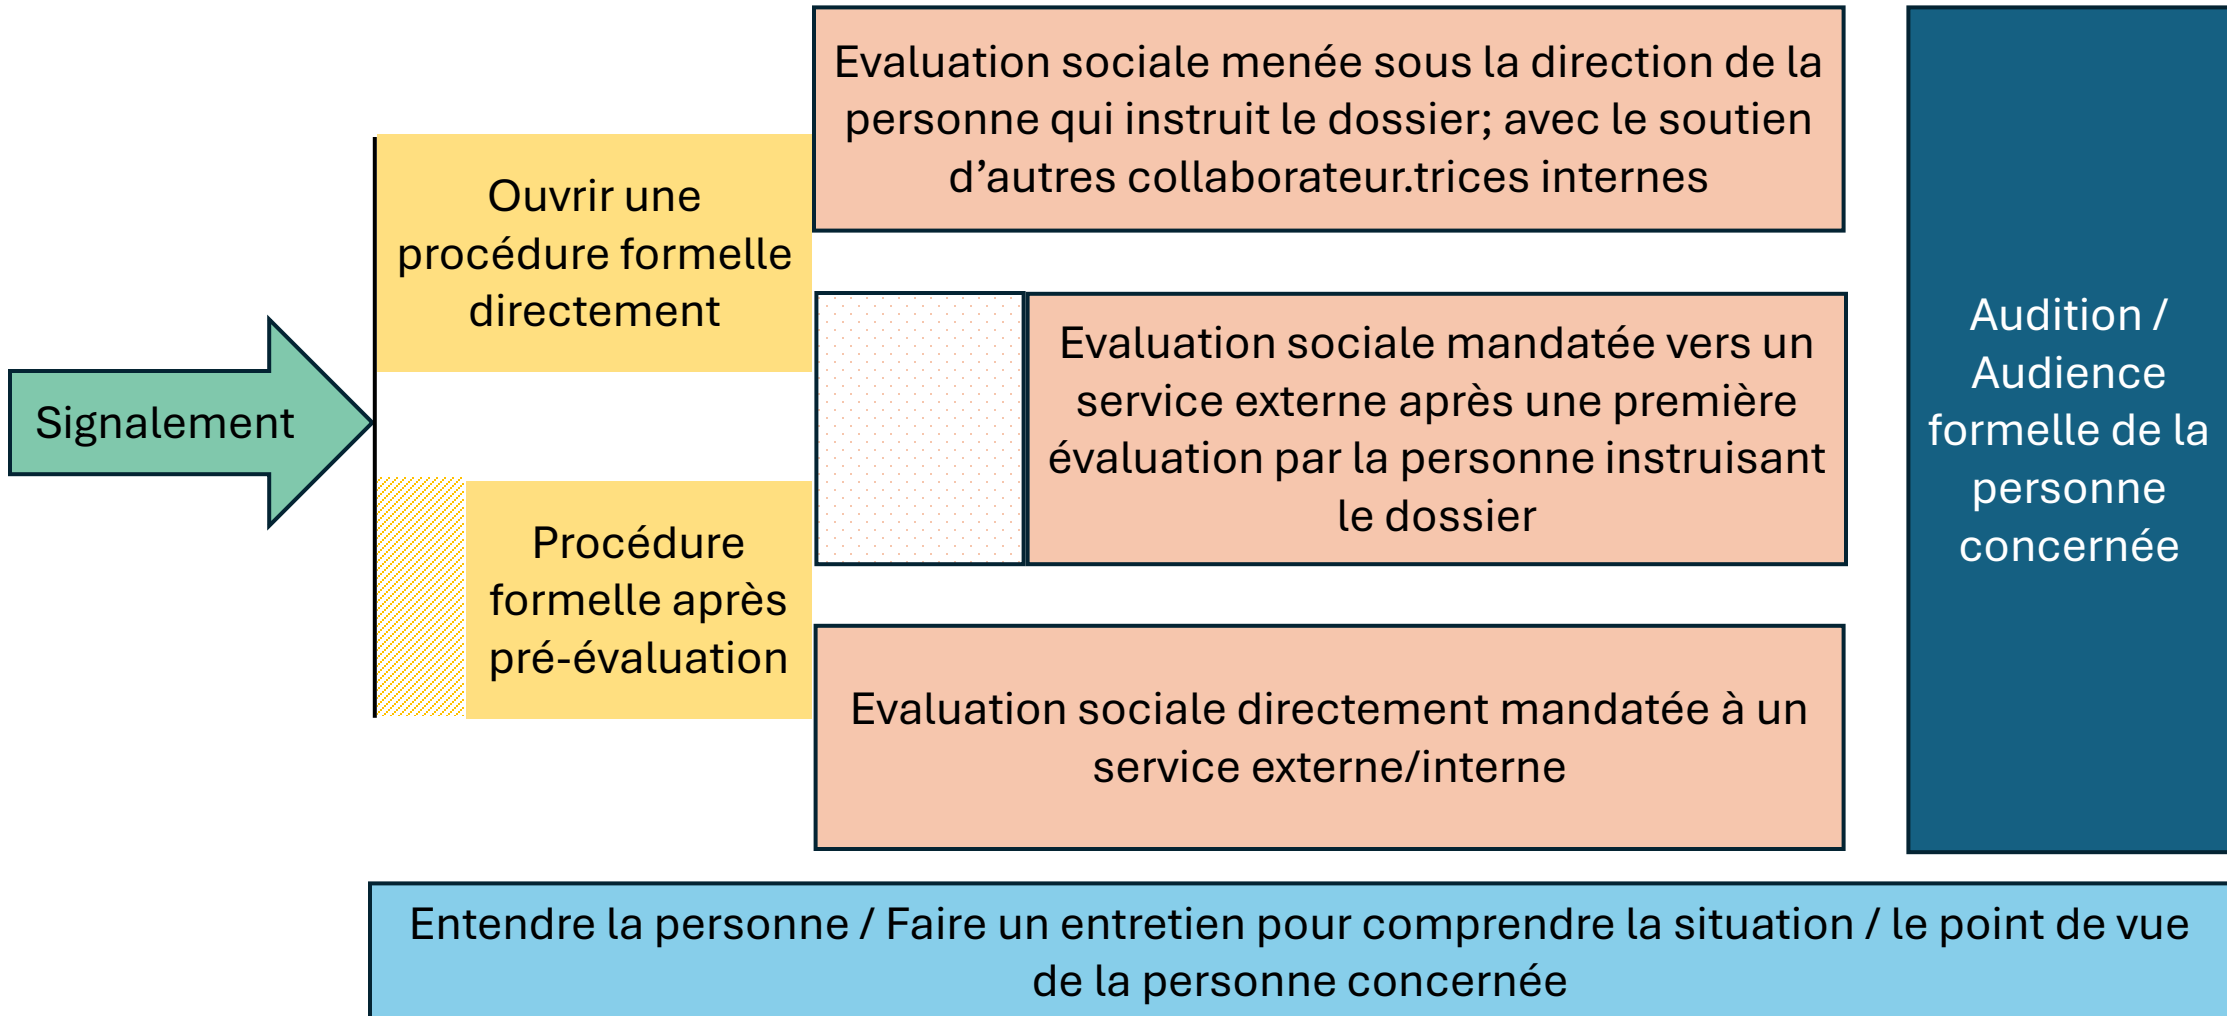 Signalement
Ouvrir une
procédure formelle
directement
Procédure
formelle après
pré-évaluation
Evaluation sociale menée sous la direction de la
personne qui instruit le dossier; avec le soutien
d’autres collaborateur.trices internes
Evaluation sociale mandatée vers un
service externe après une première
évaluation par la personne instruisant
le dossier
Evaluation sociale directement mandatée à un
service externe/interne
Audition /
Audience
formelle de la
personne
concernée
Entendre la personne / Faire un entretien pour comprendre la situation / le point de vue
de la personne concernée